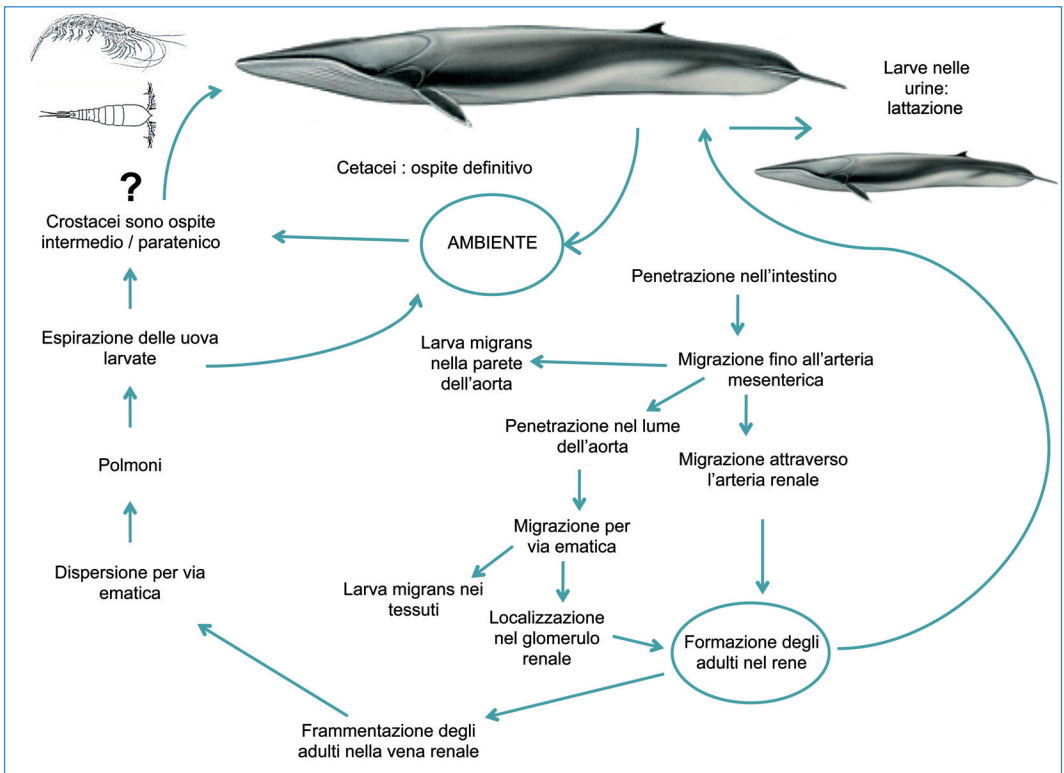 Larve nelle
urine:
lattazione
Cetacei : ospite definitivo
?
Crostacei sono ospite
intermedio / paratenico
AMBIENTE
Penetrazione nell'intestino
Espirazione delle uova
larvate
Larva migrans
nella parete
dell'aorta
Migrazione fino all'arteria
mesenterica
Penetrazione nel lume
dell'aorta
Migrazione attraverso
l'arteria renale
Polmoni
Migrazione per
via ematica
Dispersione per via
ematica
Larva migrans nei
tessuti
Localizzazione
nel glomerulo
renale
Formazione degli
adulti nel rene
Frammentazione degli
adulti nella vena renale